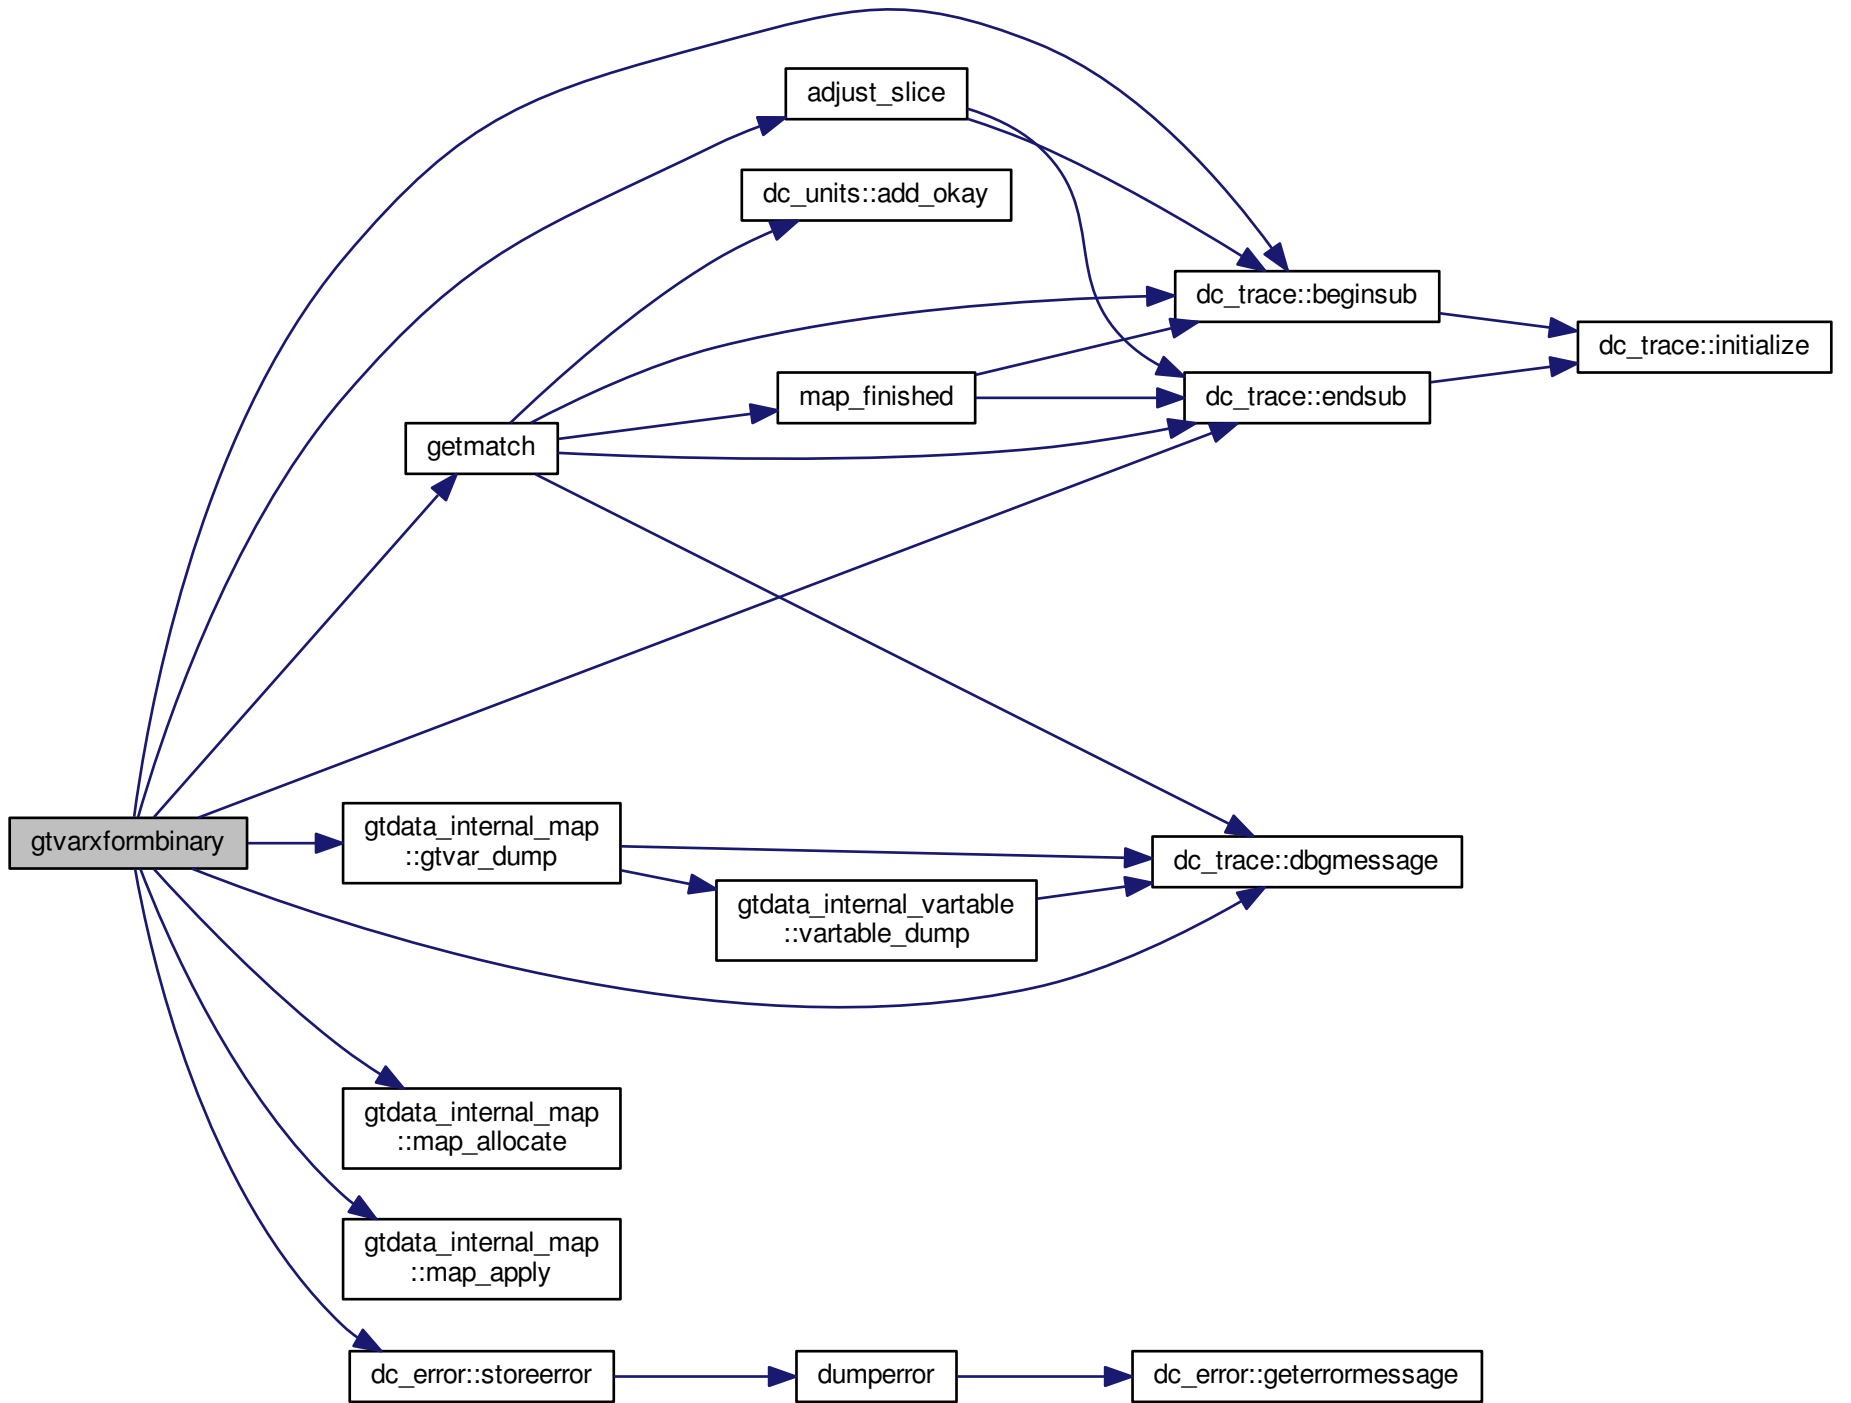 adjust_slice
dc_units::add_okay
dc_trace::beginsub
dc_trace::initialize
map_finished
dc_trace::endsub
getmatch
gtvarxformbinary
gtdata_internal_map
::gtvar_dump
dc_trace::dbgmessage
gtdata_internal_vartable
::vartable_dump
gtdata_internal_map
::map_allocate
gtdata_internal_map
::map_apply
dc_error::storeerror
dumperror
dc_error::geterrormessage